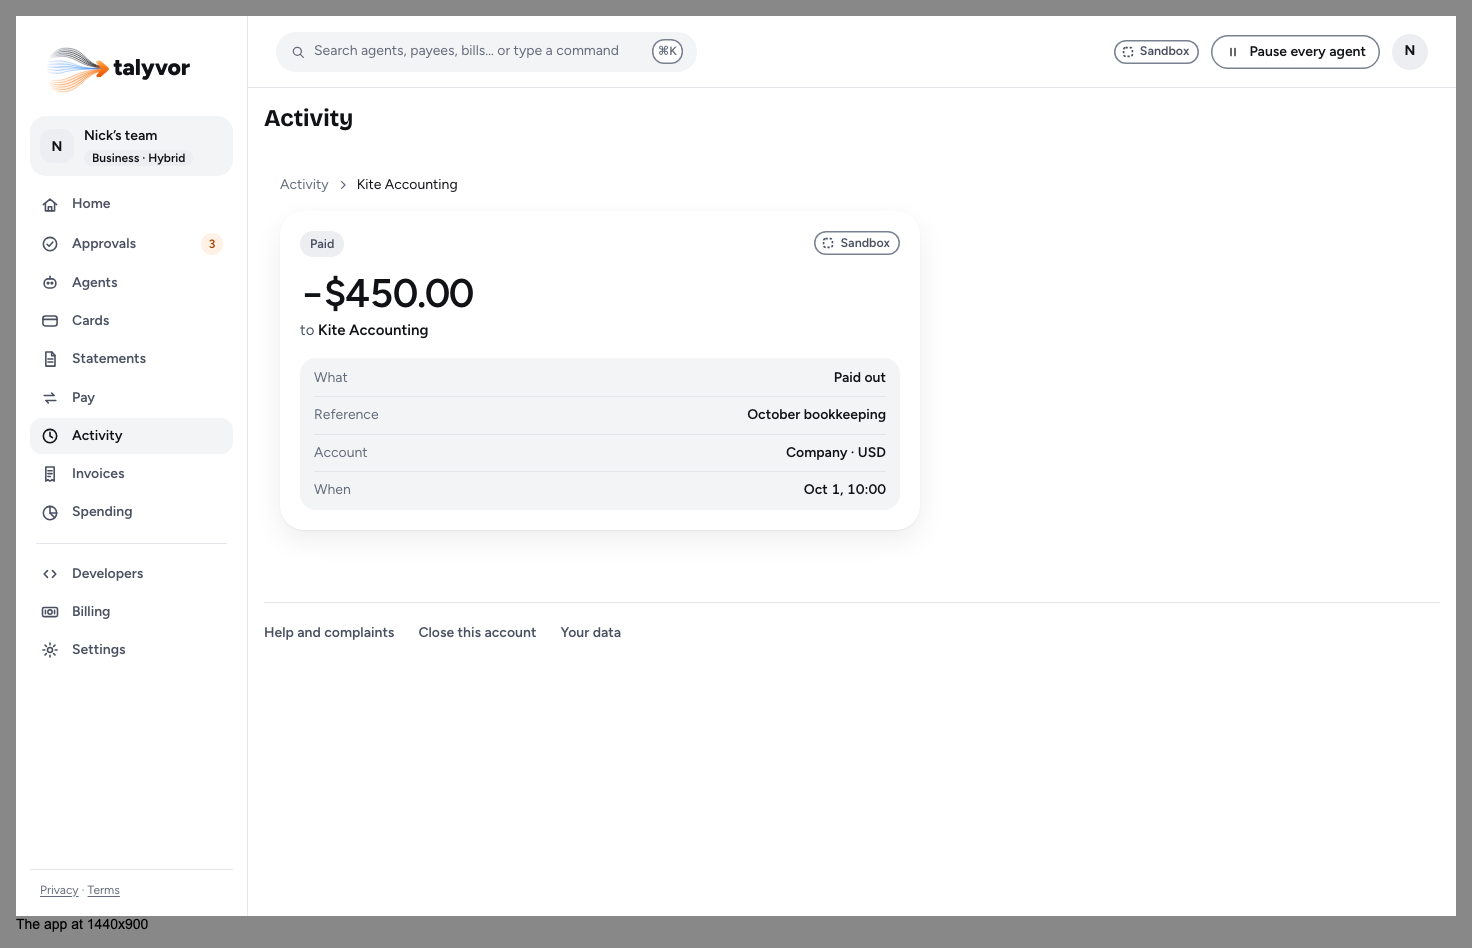 talyvor
Search agents, payees, bills... or type a command
⌘K
Sandbox
Pause every agent
N
N
Nick's team
Business · Hybrid
Home
Approvals
3
Agents
Cards
Statements
Pay
Activity
Invoices
Spending
Developers
Billing
Settings
Privacy · Terms
Activity
Activity > Kite Accounting
Paid
Sandbox
−$450.00
to Kite Accounting
What Paid out
Reference October bookkeeping
Account Company · USD
When Oct 1, 10:00
Help and complaints Close this account Your data
The app at 1440x900